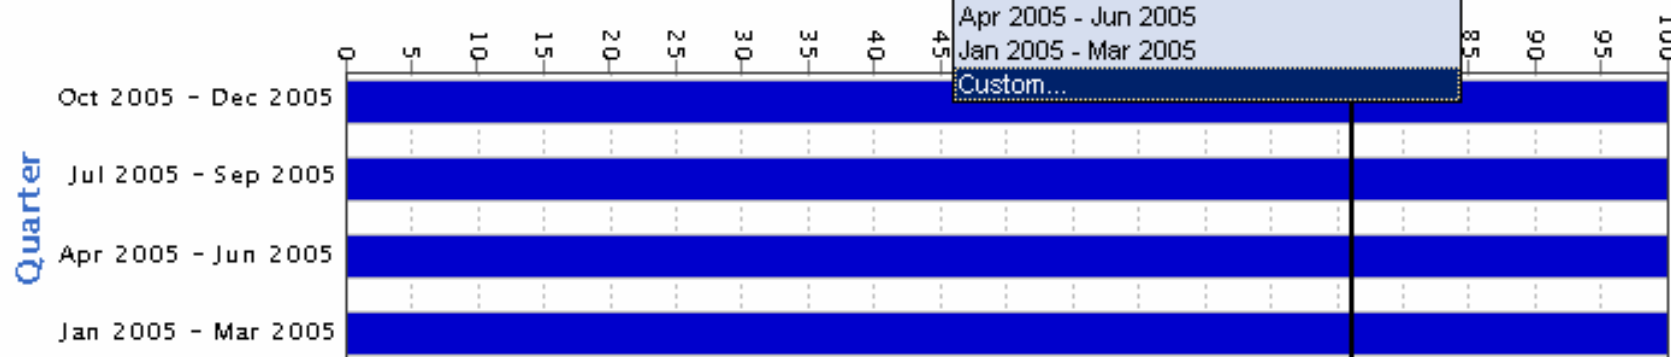 Apr 2005 - Jun 2005
Jan 2005 - Mar 2005
Custom...
0 5 10 15 20 25 30 35 40 45 85 90 95 100
Quarter
Oct 2005 - Dec 2005
Jul 2005 - Sep 2005
Apr 2005 - Jun 2005
Jan 2005 - Mar 2005